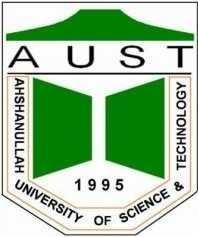 AUST
1995
AHSHANULLAH UNIVERSITY OF SCIENCE & TECHNOLOGY